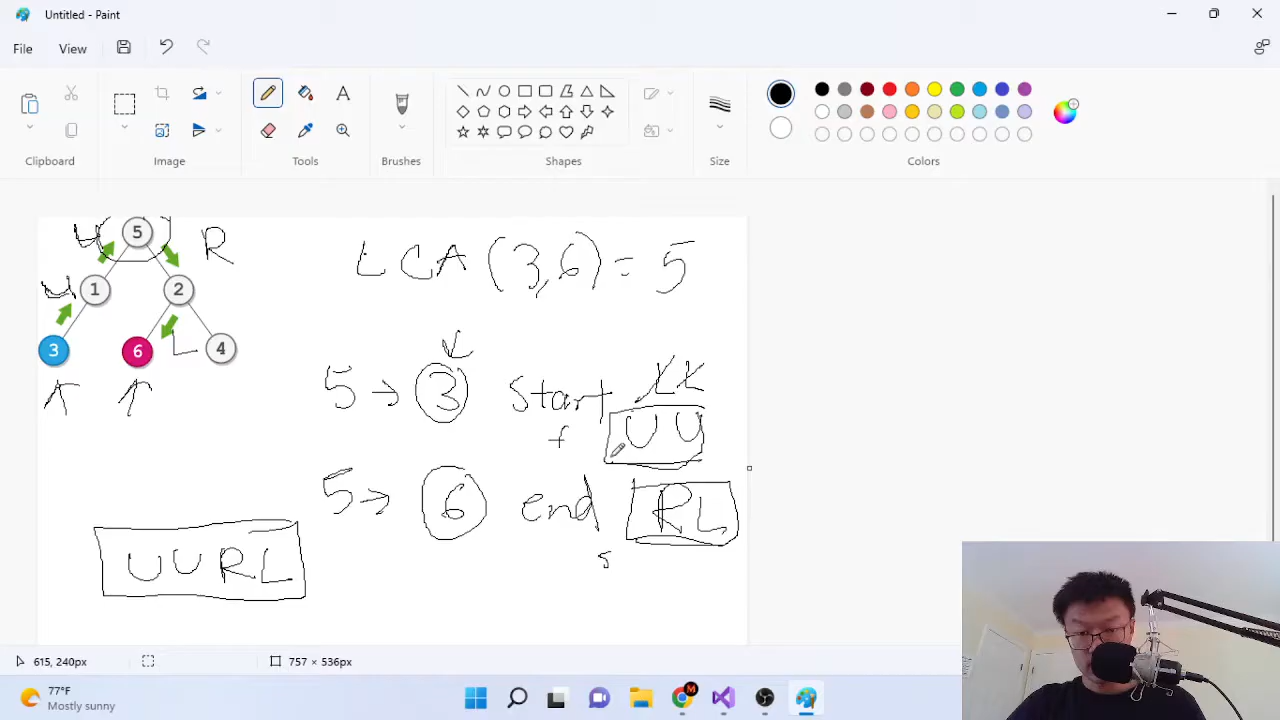 Untitled - Paint
File
View
Clipboard
Image
Tools
Brushes
Shapes
Size
Colors
A
5
1
2
3
6
4
U
U
R
L
LCA (3,6) = 5
5 → 3 start LL
UU
f
5 → 6 end RL
s
UURL
615, 240px
757 × 536px
77°F
Mostly sunny
M